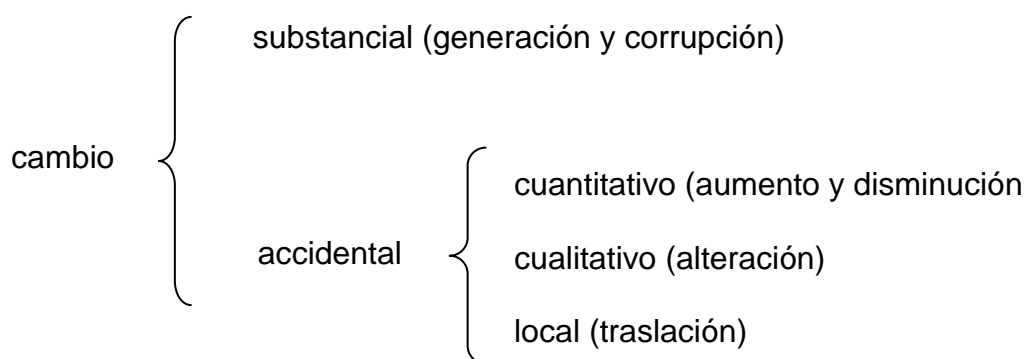 substancial (generación y corrupción)
cambio
cuantitativo (aumento y disminución
accidental
cualitativo (alteración)
local (traslación)